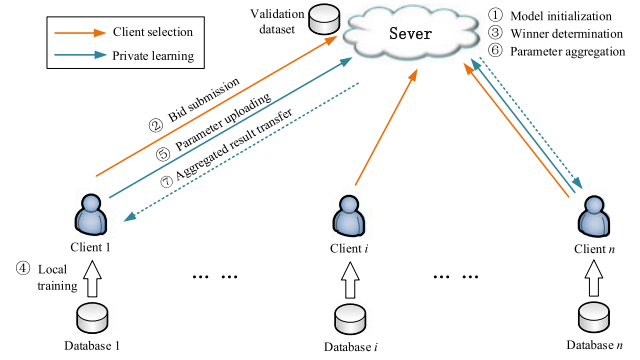 Client selection
Private learning
Validation
dataset
Sever
① Model initialization
③ Winner determination
⑥ Parameter aggregation
② Bid submission
⑤ Parameter uploading
⑦ Aggregated result transfer
Client 1
Client i
Client n
④ Local
training
... ...
... ...
Database 1
Database i
Database n